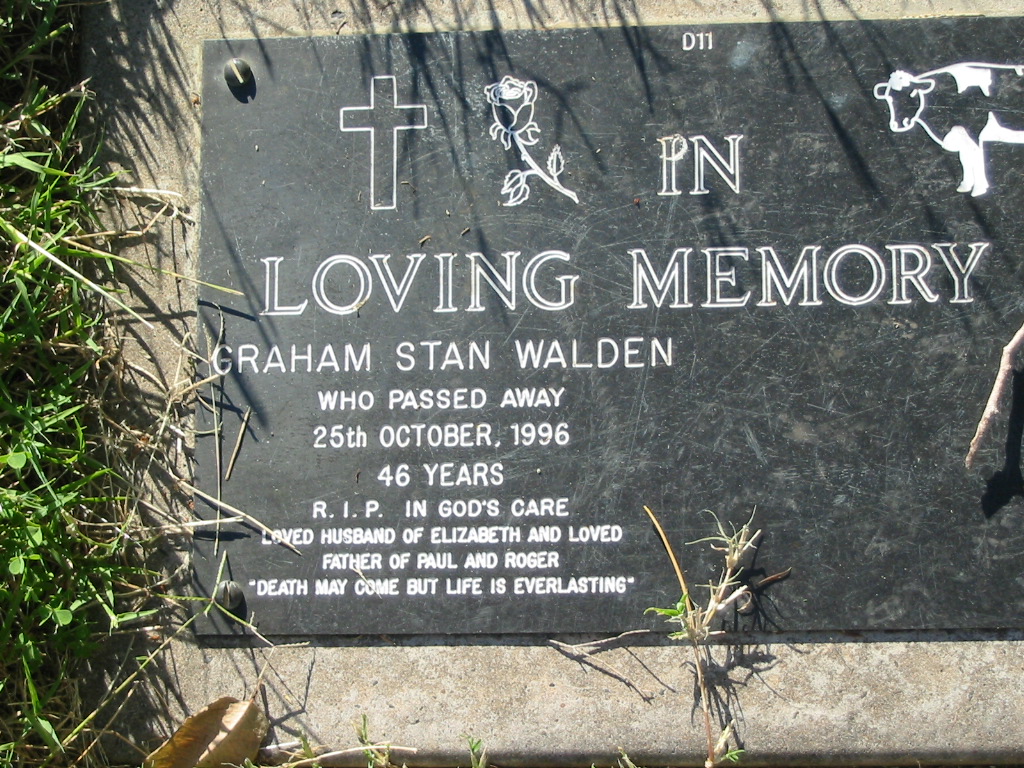 D11
IN
LOVING MEMORY
GRAHAM STAN WALDEN
WHO PASSED AWAY
25th OCTOBER, 1996
46 YEARS
R. I. P. IN GOD'S CARE
LOVED HUSBAND OF ELIZABETH AND LOVED
FATHER OF PAUL AND ROGER
"DEATH MAY COME BUT LIFE IS EVERLASTING"